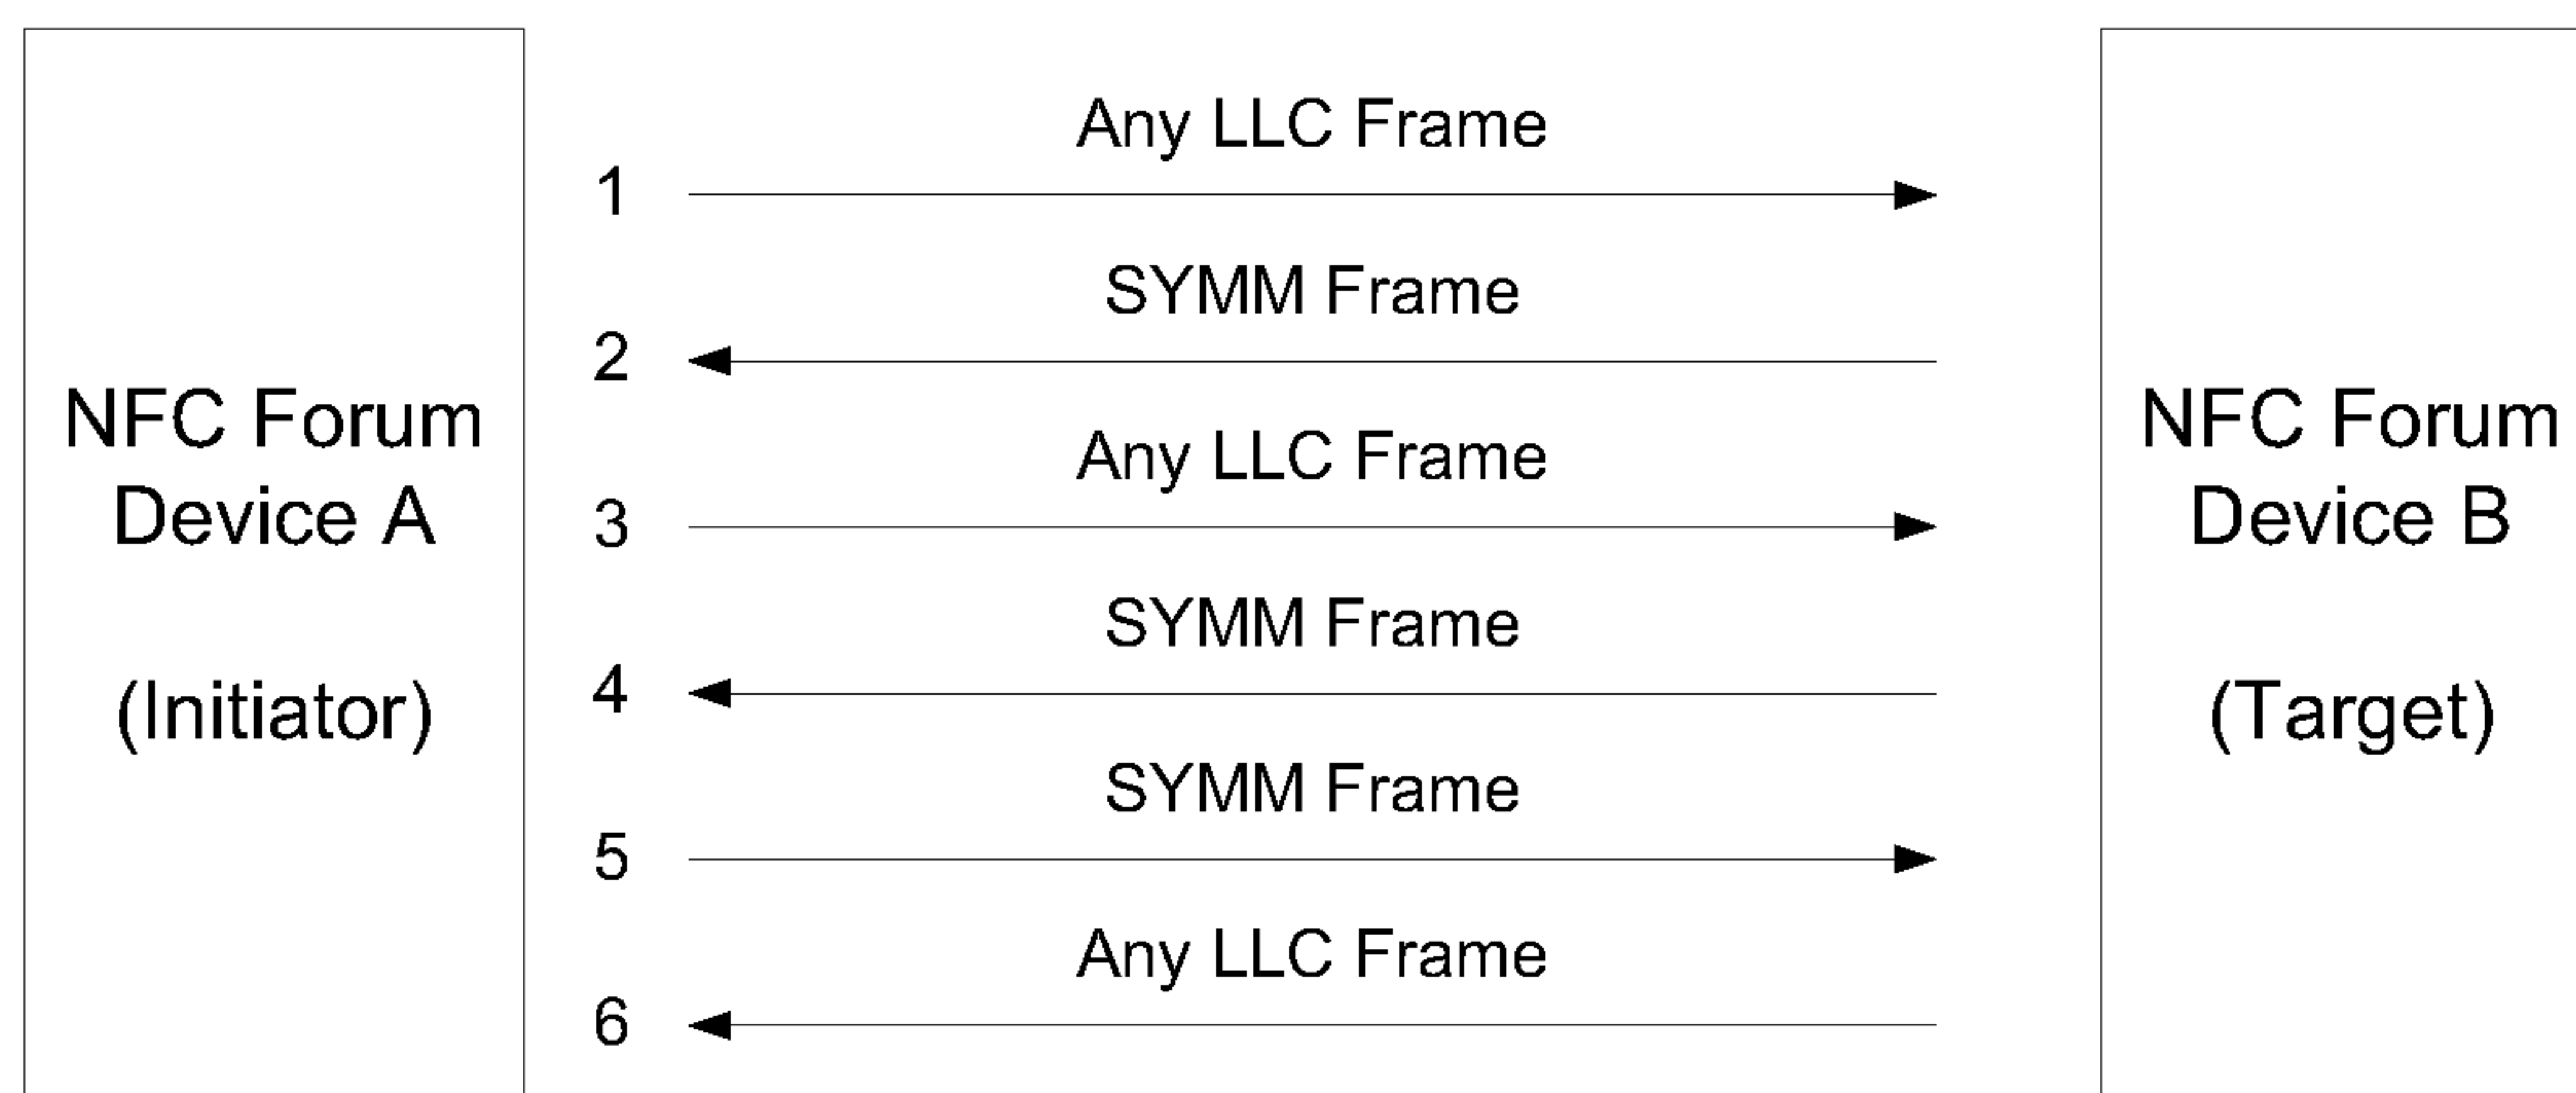 NFC Forum
Device A
(Initiator)
Any LLC Frame
1
SYMM Frame
2
Any LLC Frame
3
SYMM Frame
4
SYMM Frame
5
Any LLC Frame
6
NFC Forum
Device B
(Target)